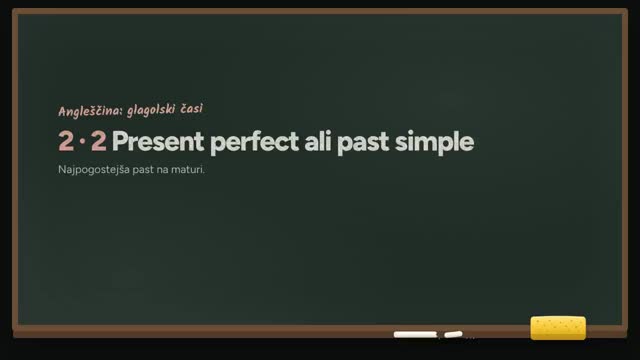 Angleščina: glagolski časi
2 · 2 Present perfect ali past simple
Najpogostejša past na maturi.